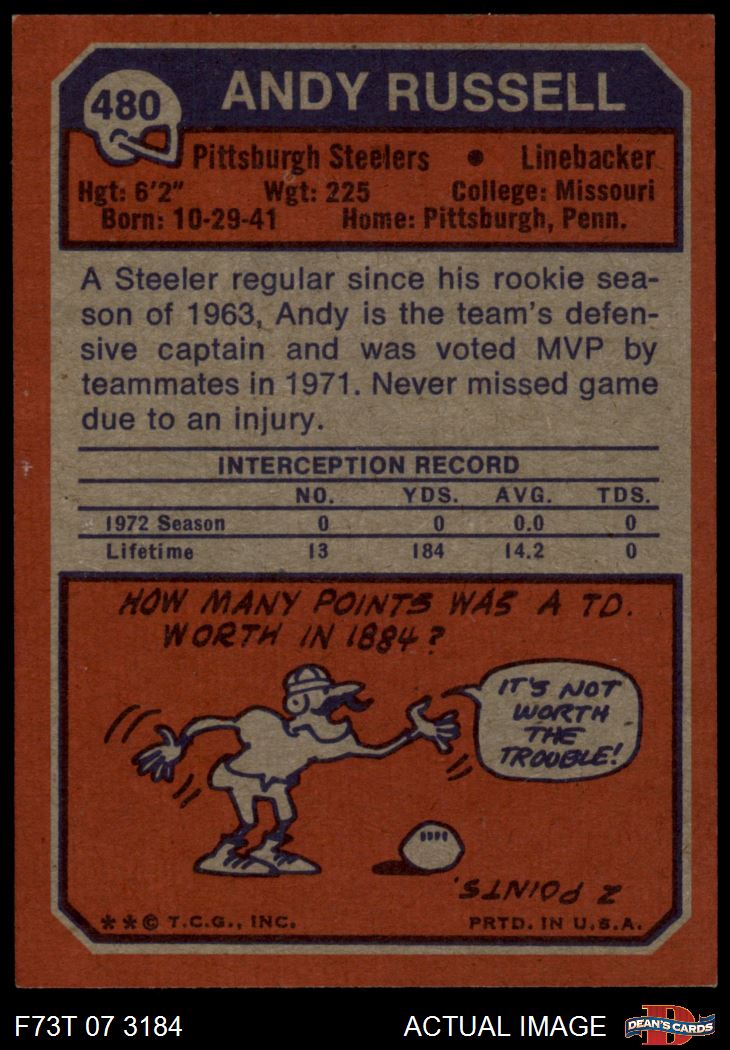 480
ANDY RUSSELL
Pittsburgh Steelers • Linebacker
Hgt: 6'2" Wgt: 225 College: Missouri
Born: 10-29-41 Home: Pittsburgh, Penn.
A Steeler regular since his rookie sea-
son of 1963, Andy is the team's defen-
sive captain and was voted MVP by
teammates in 1971. Never missed game
due to an injury.
INTERCEPTION RECORD
NO. YDS. AVG. TDS.
1972 Season 0 0 0.0 0
Lifetime 13 184 14.2 0
HOW MANY POINTS WAS A TD.
WORTH IN 1884?
IT'S NOT
WORTH
THE
TROUBLE!
2 POINTS.
**© T.C.G., INC. PRTD. IN U.S.A.
F73T 07 3184 ACTUAL IMAGE
D
DEAN'S CARDS